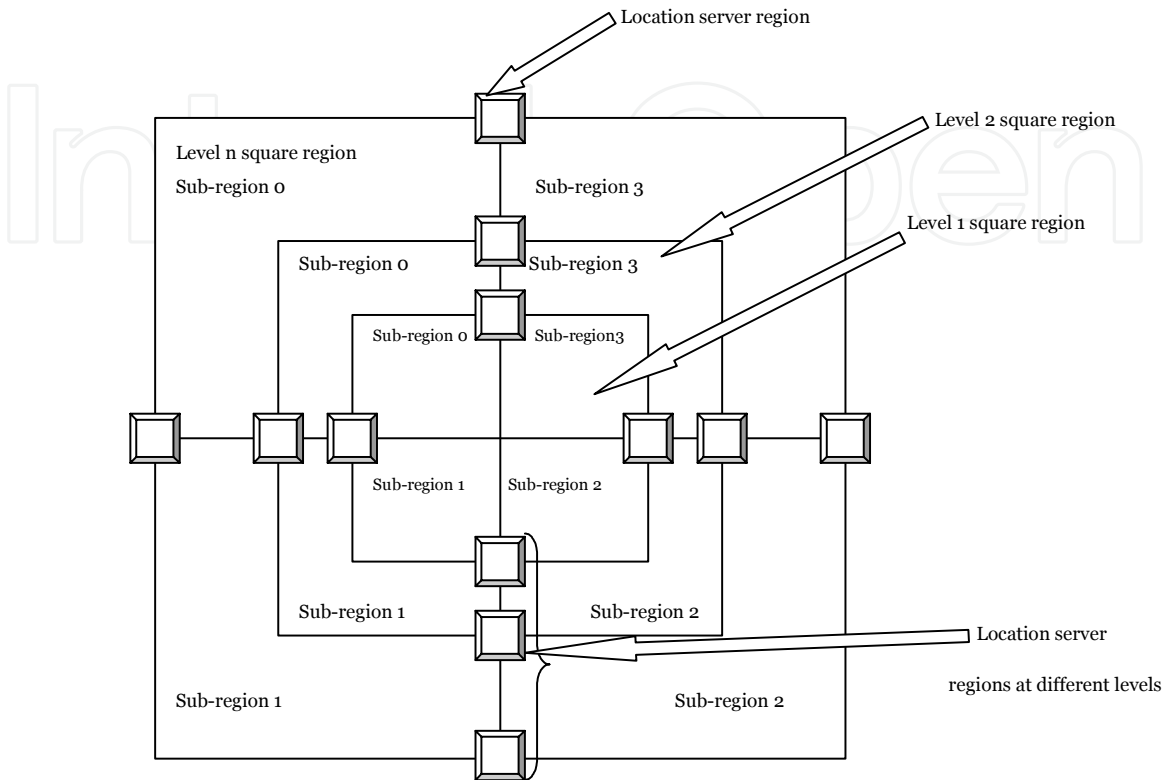 Location server region
Level 2 square region
Level n square region
Sub-region 0
Sub-region 3
Level 1 square region
Sub-region 0
Sub-region 3
Sub-region 0
Sub-region3
Sub-region 1
Sub-region 2
Sub-region 1
Sub-region 2
Location server
regions at different levels
Sub-region 1
Sub-region 2